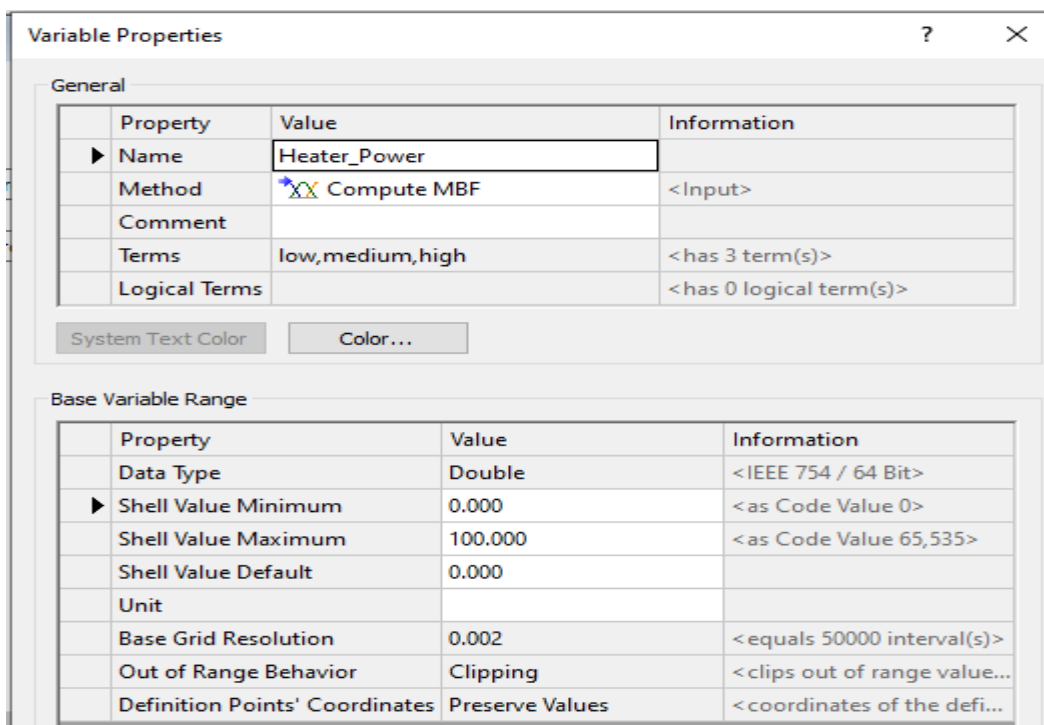 Variable Properties ? ×
General
Property Value Information
Name Heater_Power
Method Compute MBF <Input>
Comment
Terms low,medium,high <has 3 term(s)>
Logical Terms <has 0 logical term(s)>
System Text Color Color...
Base Variable Range
Property Value Information
Data Type Double <IEEE 754 / 64 Bit>
Shell Value Minimum 0.000 <as Code Value 0>
Shell Value Maximum 100.000 <as Code Value 65,535>
Shell Value Default 0.000
Unit
Base Grid Resolution 0.002 <equals 50000 interval(s)>
Out of Range Behavior Clipping <clips out of range value...
Definition Points' Coordinates Preserve Values <coordinates of the defi...